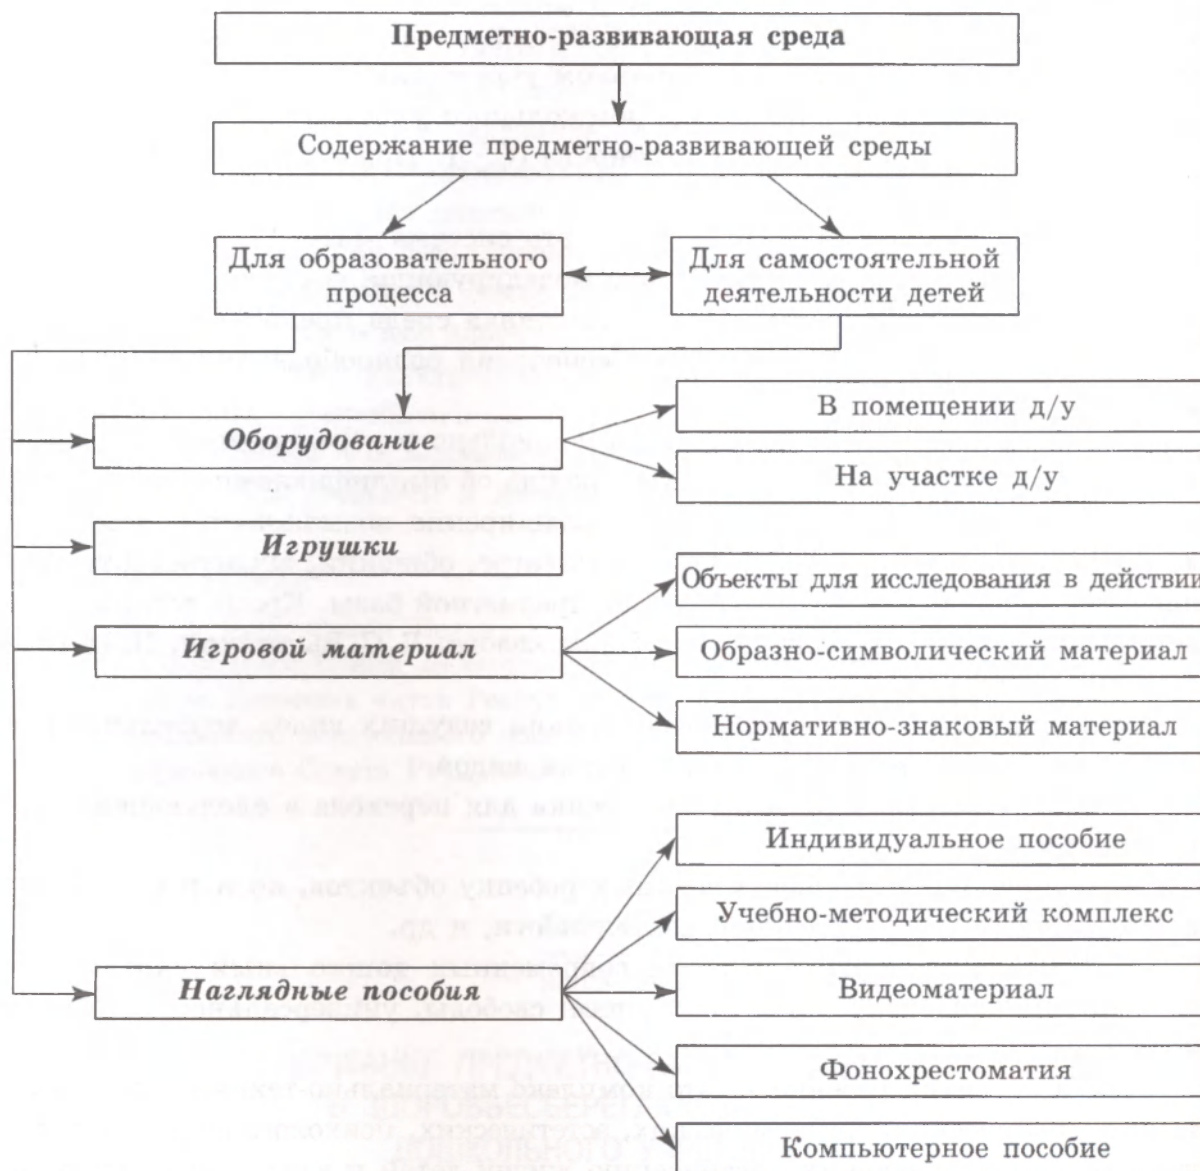 Предметно-развивающая среда
Содержание предметно-развивающей среды
Для образовательного
процесса
Для самостоятельной
деятельности детей
Оборудование
В помещении д/у
На участке д/у
Игрушки
Игровой материал
Объекты для исследования в действии
Образно-символический материал
Нормативно-знаковый материал
Наглядные пособия
Индивидуальное пособие
Учебно-методический комплекс
Видеоматериал
Фонохрестоматия
Компьютерное пособие